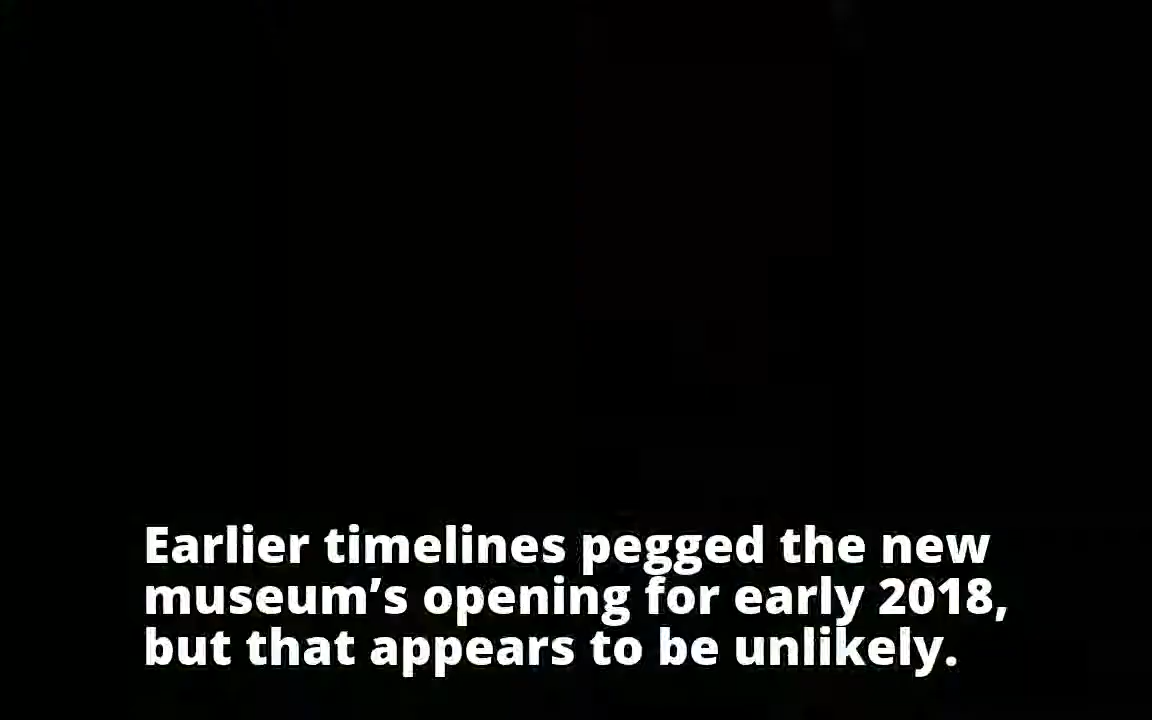 Earlier timelines pegged the new
museum’s opening for early 2018,
but that appears to be unlikely.